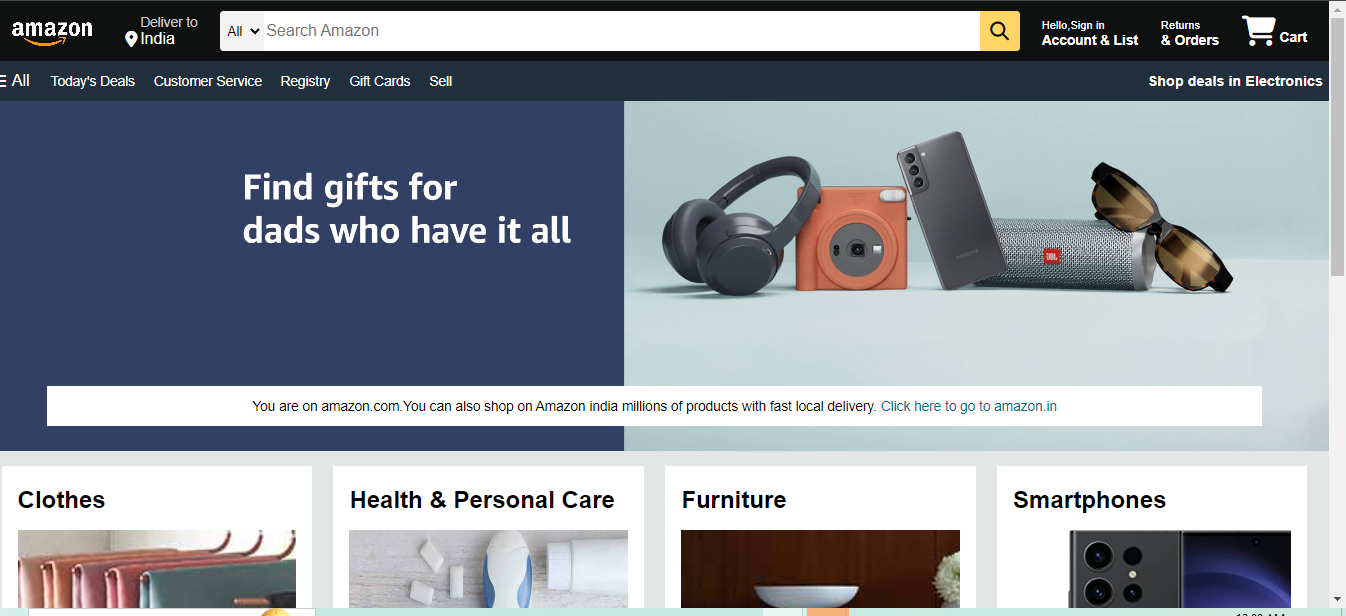 amazon
Deliver to
India
All
Search Amazon
Hello,Sign in
Account & List
Returns
& Orders
Cart
All
Today's Deals
Customer Service
Registry
Gift Cards
Sell
Shop deals in Electronics
Find gifts for
dads who have it all
SAMSUNG
JBL
You are on amazon.com.You can also shop on Amazon india millions of products with fast local delivery. Click here to go to amazon.in
Clothes
Health & Personal Care
Furniture
Smartphones